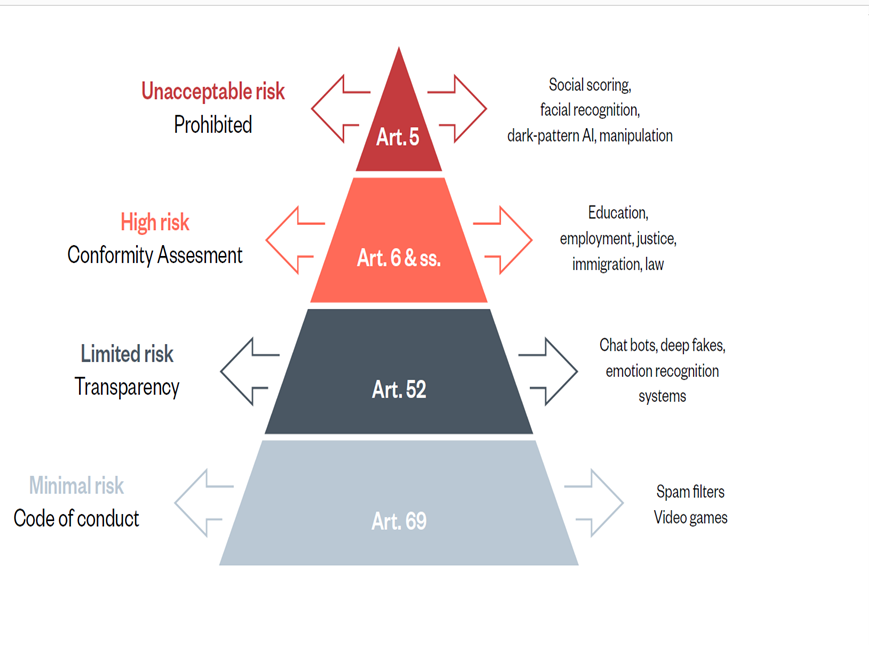 Unacceptable risk
Prohibited
Art. 5
Social scoring,
facial recognition,
dark-pattern AI, manipulation
High risk
Conformity Assesment
Art. 6 & ss.
Education,
employment, justice,
immigration, law
Limited risk
Transparency
Art. 52
Chat bots, deep fakes,
emotion recognition
systems
Minimal risk
Code of conduct
Art. 69
Spam filters
Video games